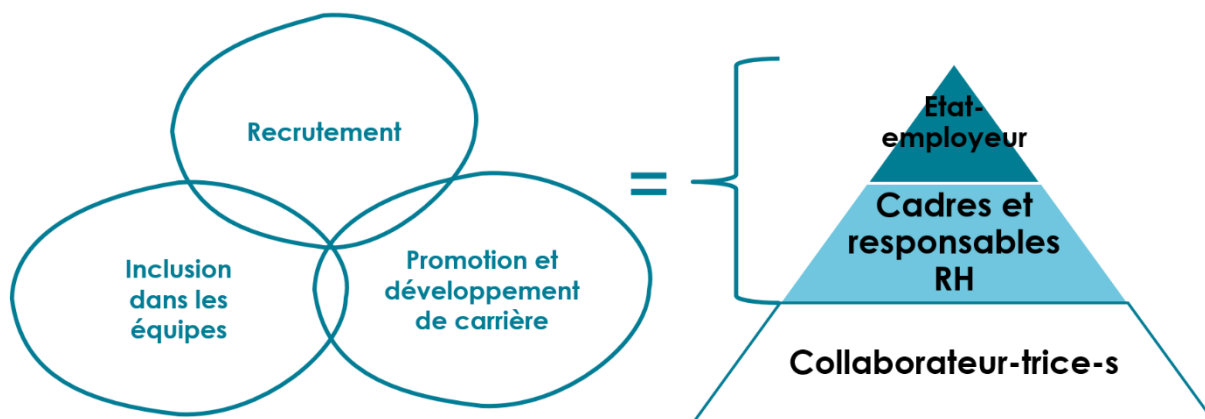 Recrutement
Inclusion
dans les
équipes
Promotion et
développement
de carrière
=
Etat-
employeur
Cadres et
responsables
RH
Collaborateur-trice-s